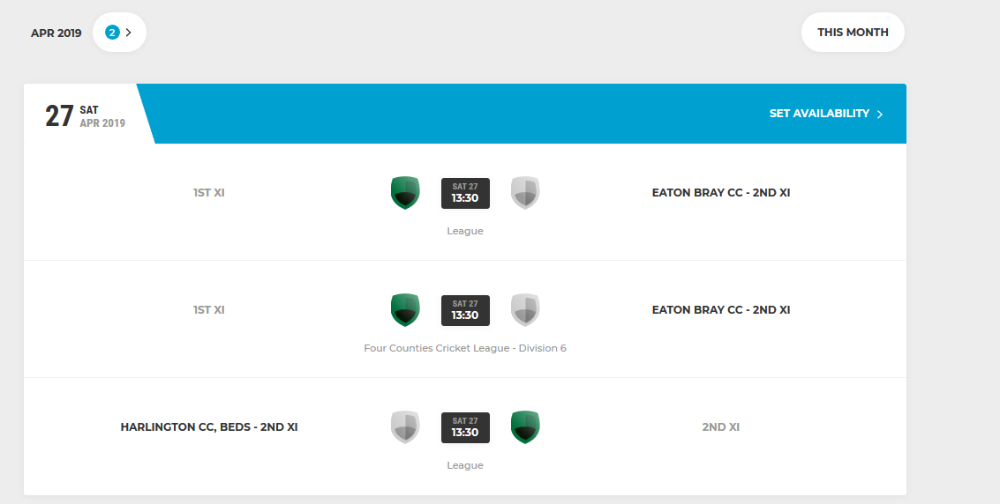 APR 2019
2
THIS MONTH
27 SAT
APR 2019
SET AVAILABILITY
1ST XI
SAT 27
13:30
EATON BRAY CC - 2ND XI
League
1ST XI
SAT 27
13:30
EATON BRAY CC - 2ND XI
Four Counties Cricket League - Division 6
HARLINGTON CC, BEDS - 2ND XI
SAT 27
13:30
2ND XI
League